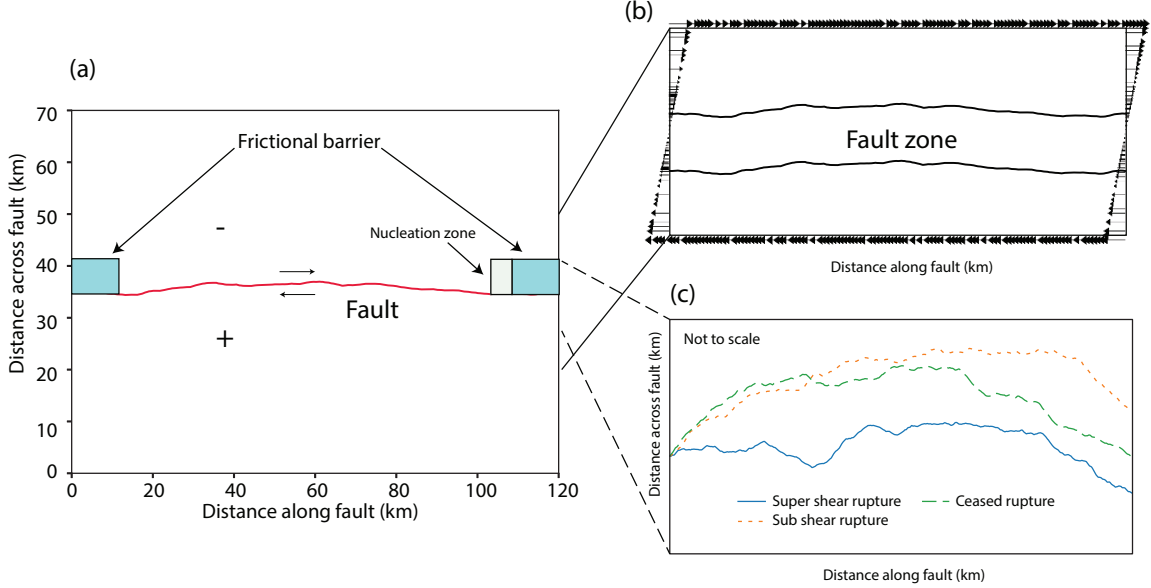 (a)
Distance across fault (km)
70
60
50
40
30
20
10
0
Frictional barrier
-
Nucleation zone
Fault
+
0
20
40
60
80
100
120
Distance along fault (km)
(b)
Fault zone
Distance along fault (km)
(c)
Distance across fault (km)
Not to scale
Super shear rupture
Ceased rupture
Sub shear rupture
Distance along fault (km)